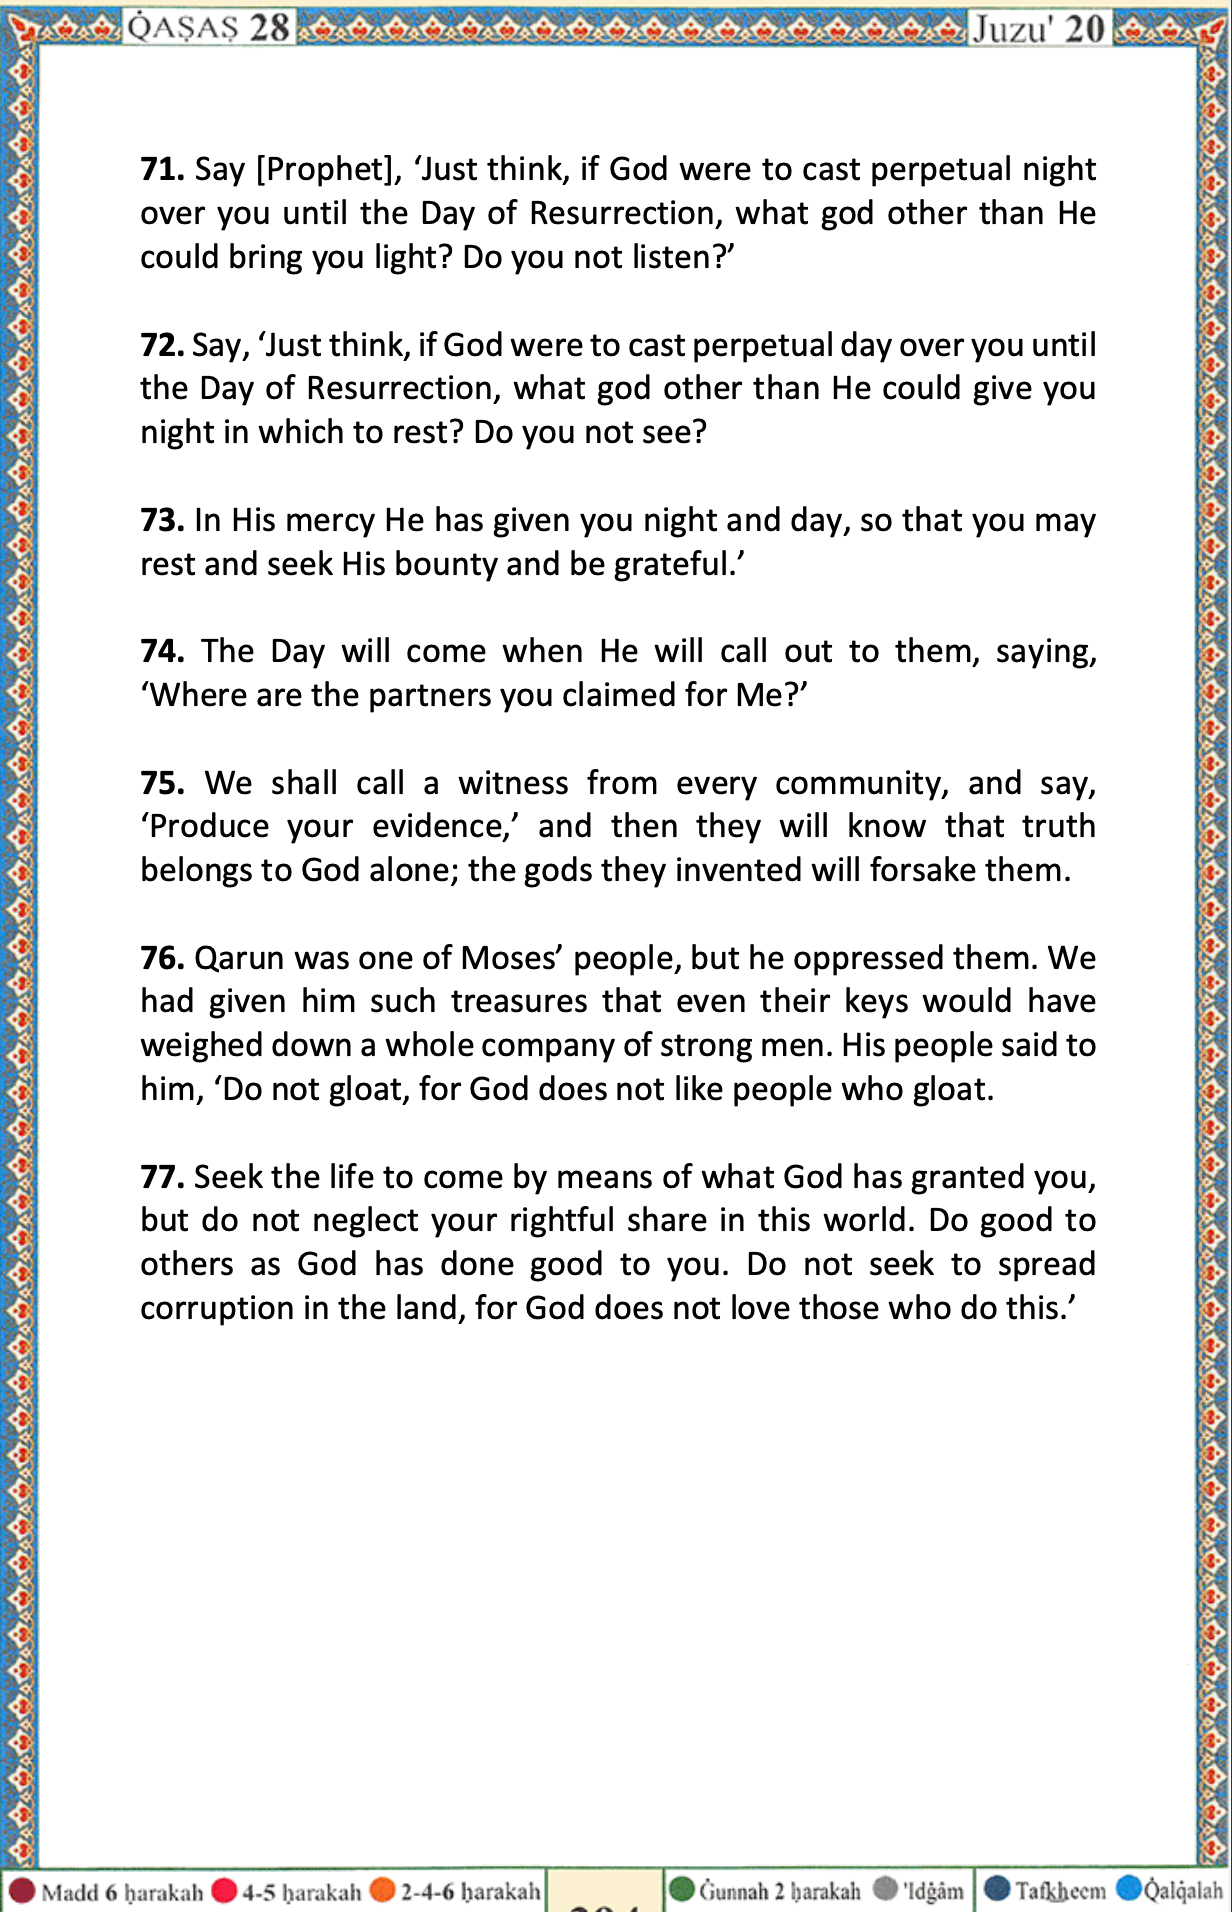 QAṢAṢ 28
Juzu' 20
71. Say [Prophet], ‘Just think, if God were to cast perpetual night
over you until the Day of Resurrection, what god other than He
could bring you light? Do you not listen?’
72. Say, ‘Just think, if God were to cast perpetual day over you until
the Day of Resurrection, what god other than He could give you
night in which to rest? Do you not see?
73. In His mercy He has given you night and day, so that you may
rest and seek His bounty and be grateful.’
74. The Day will come when He will call out to them, saying,
‘Where are the partners you claimed for Me?’
75. We shall call a witness from every community, and say,
‘Produce your evidence,’ and then they will know that truth
belongs to God alone; the gods they invented will forsake them.
76. Qarun was one of Moses’ people, but he oppressed them. We
had given him such treasures that even their keys would have
weighed down a whole company of strong men. His people said to
him, ‘Do not gloat, for God does not like people who gloat.
77. Seek the life to come by means of what God has granted you,
but do not neglect your rightful share in this world. Do good to
others as God has done good to you. Do not seek to spread
corruption in the land, for God does not love those who do this.’
Madd 6 ḥarakah 4-5 ḥarakah 2-4-6 ḥarakah Ġunnah 2 ḥarakah 'Idġâm Tafkheem Q̇alq̇alah